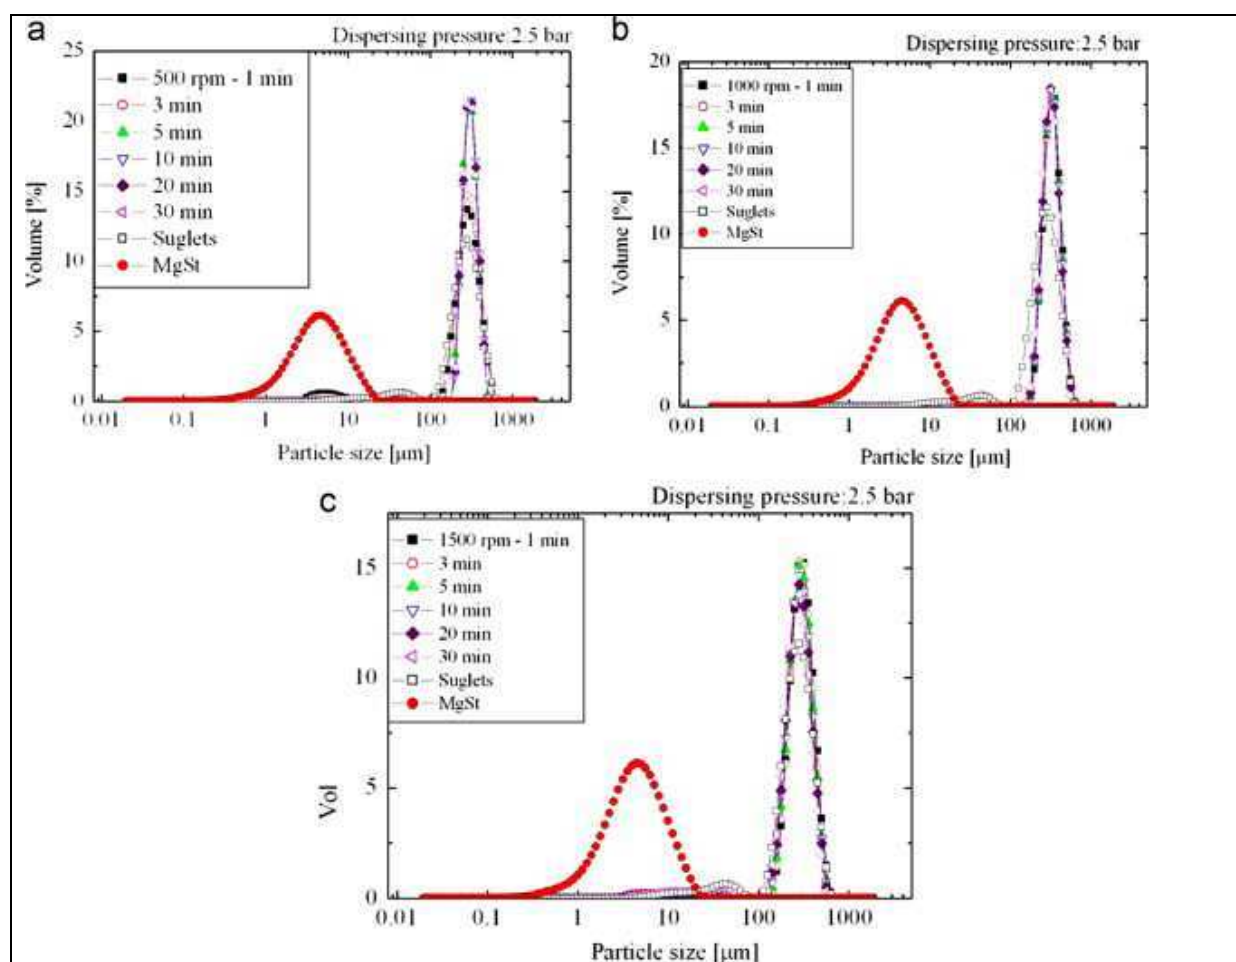 a
Dispersing pressure:2.5 bar
25
20
15
10
5
0
Volume [%]
500 rpm - 1 min
3 min
5 min
10 min
20 min
30 min
Suglets
MgSt
0.01 0.1 1 10 100 1000
Particle size [μm]
b
Dispersing pressure:2.5 bar
20
15
10
5
0
Volume [%]
1000 rpm - 1 min
3 min
5 min
10 min
20 min
30 min
Suglets
MgSt
0.01 0.1 1 10 100 1000
Particle size [μm]
c
Dispersing pressure:2.5 bar
15
10
5
0
Vol
1500 rpm - 1 min
3 min
5 min
10 min
20 min
30 min
Suglets
MgSt
0.01 0.1 1 10 100 1000
Particle size [μm]